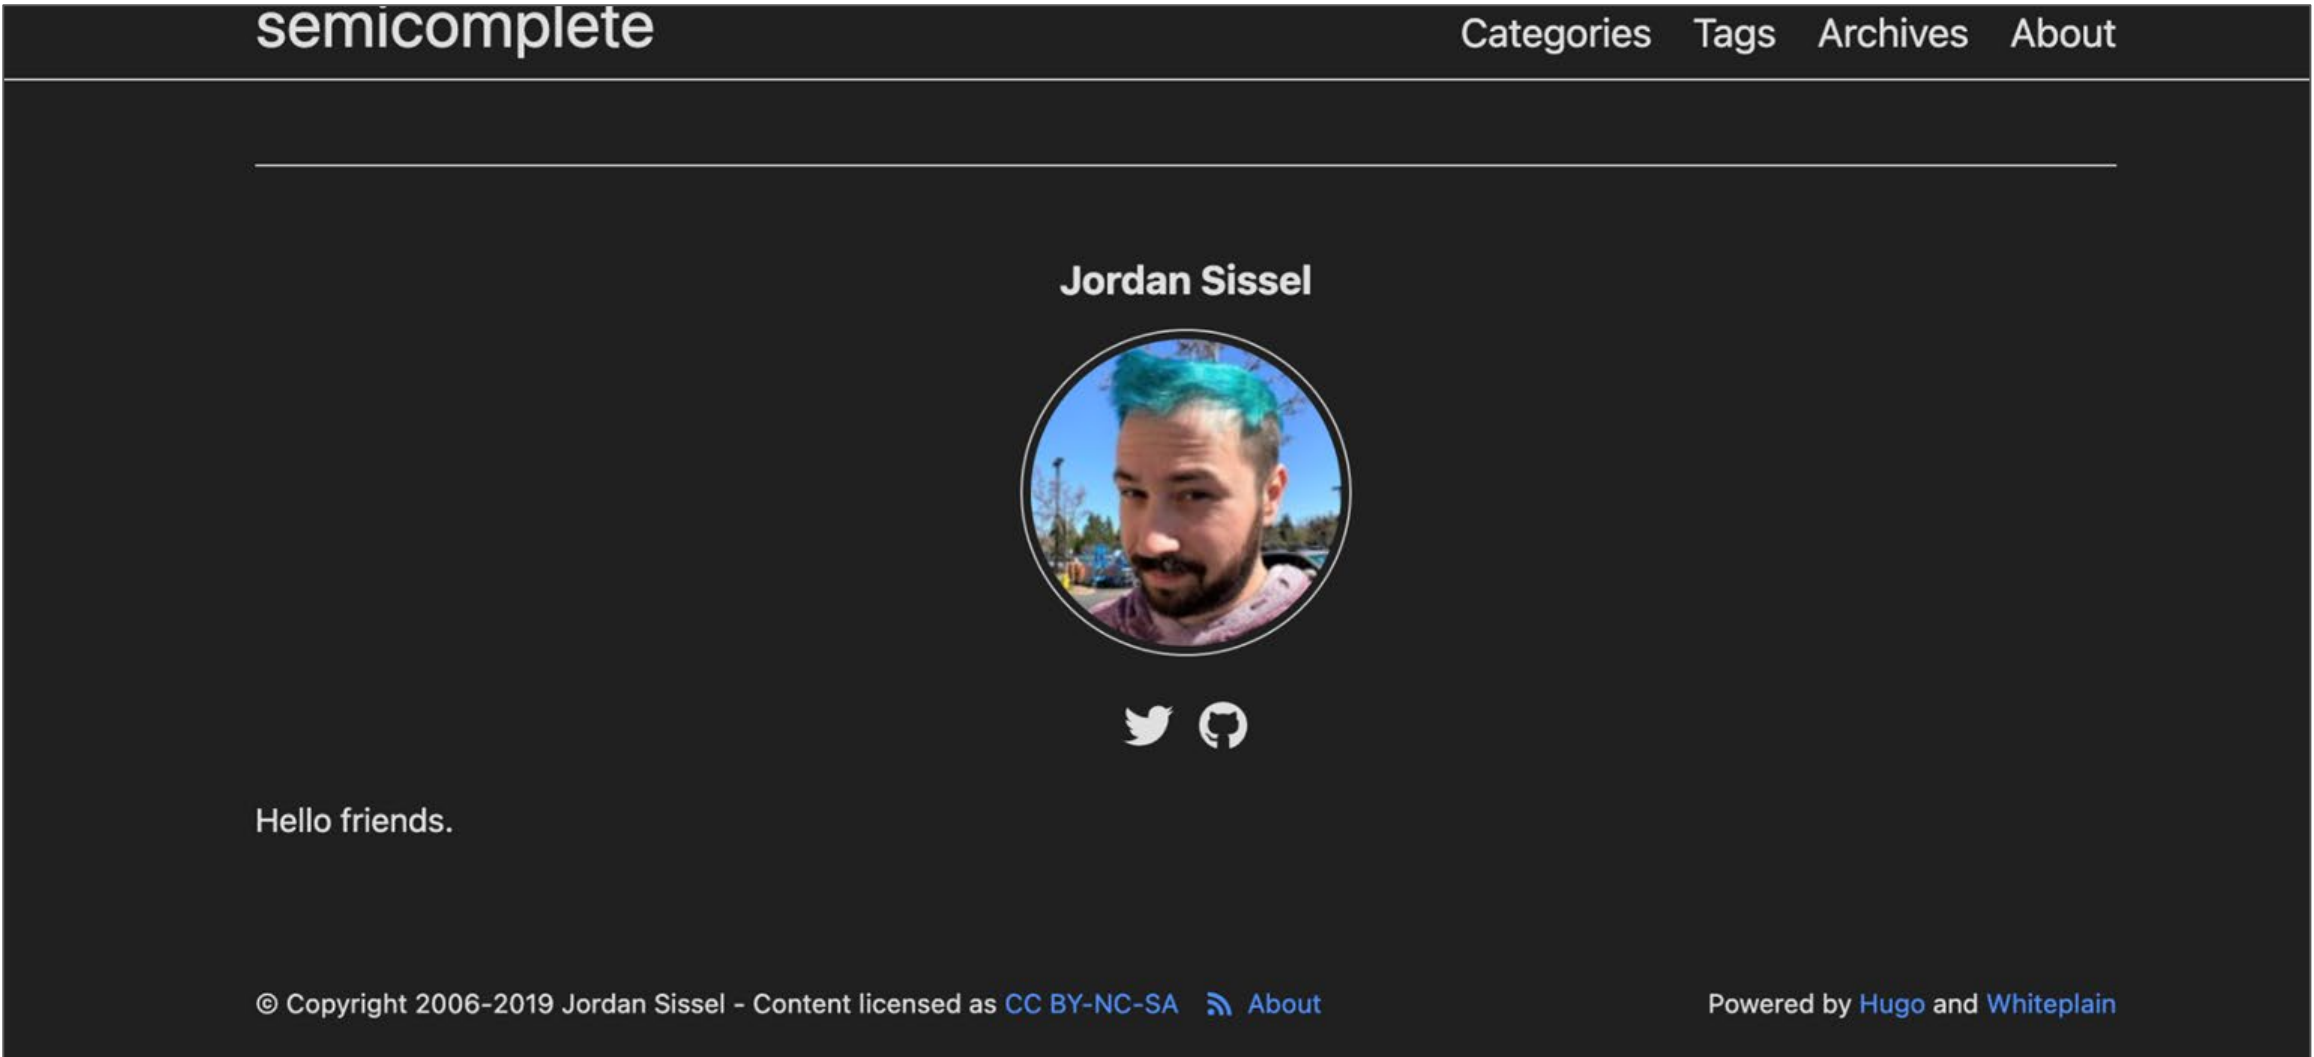 semicomplete
Categories Tags Archives About
Jordan Sissel
Hello friends.
© Copyright 2006-2019 Jordan Sissel - Content licensed as CC BY-NC-SA About
Powered by Hugo and Whiteplain